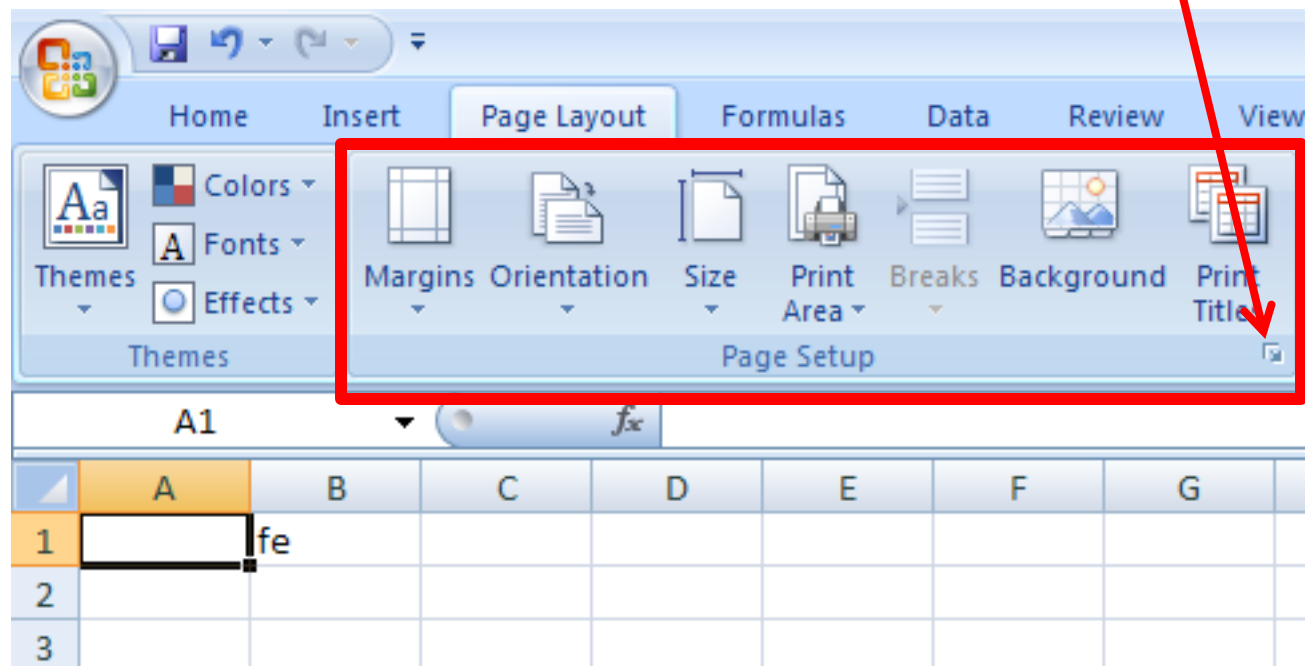 Home Insert Page Layout Formulas Data Review View
Aa Colors
A Fonts
Themes Effects
Margins Orientation Size Print Area Breaks Background Print
Themes Page Setup
A1 fx
A B C D E F G
1 fe
2
3